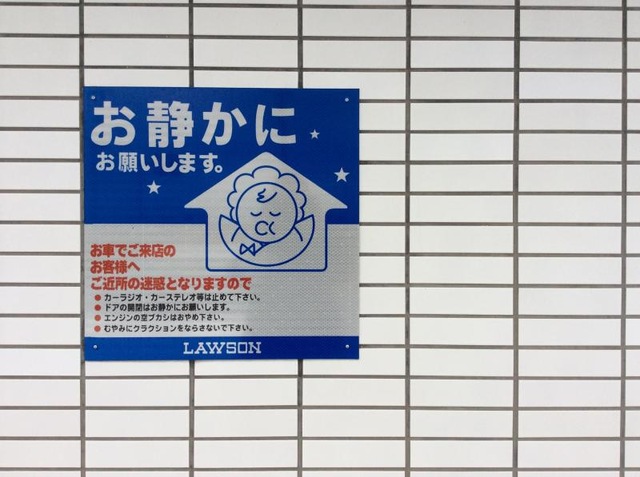 お静かに
お願いします。
お車でご来店の
お客様へ
ご近所の迷惑となりますので
● カーラジオ・カーステレオ等は止めて下さい。
● ドアの開閉はお静かにお願いします。
● エンジンの空ブカシはおやめ下さい。
● むやみにクラクションをならさないで下さい。
LAWSON